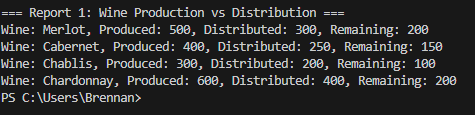 === Report 1: Wine Production vs Distribution ===
Wine: Merlot, Produced: 500, Distributed: 300, Remaining: 200
Wine: Cabernet, Produced: 400, Distributed: 250, Remaining: 150
Wine: Chablis, Produced: 300, Distributed: 200, Remaining: 100
Wine: Chardonnay, Produced: 600, Distributed: 400, Remaining: 200
PS C:\Users\Brennan>